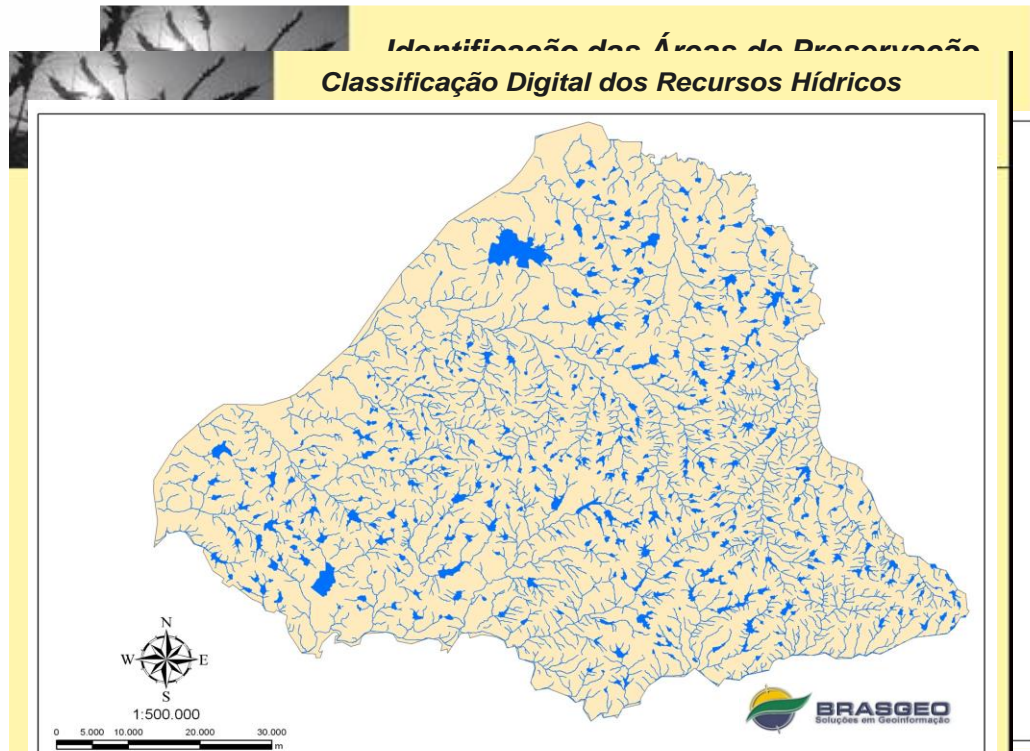 Identificação das Áreas de Preservação
Classificação Digital dos Recursos Hídricos
N
W E
S
1:500.000
0 5.000 10.000 20.000 30.000
m
BRASGEO
Soluções em Geoinformação